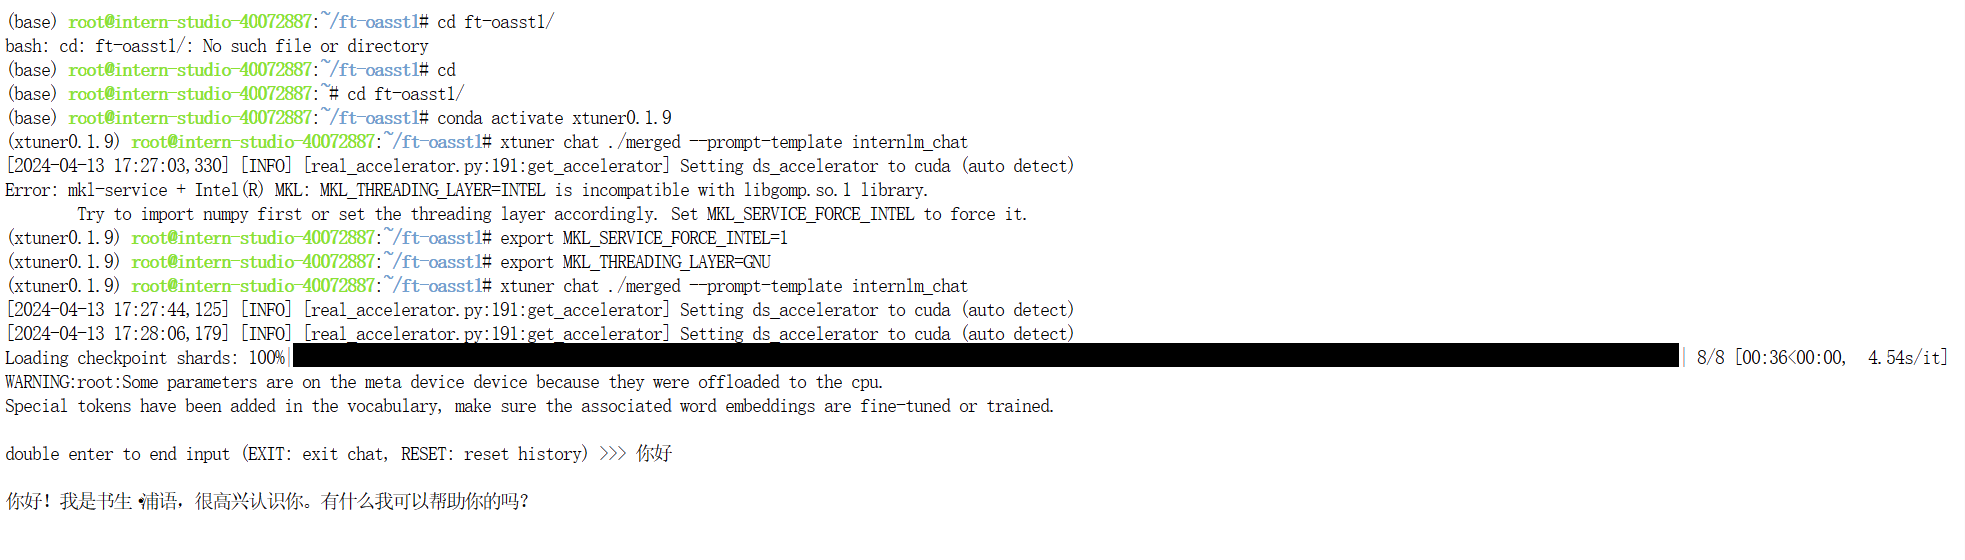 (base) root@intern-studio-40072887:~/ft-oasst1# cd ft-oasst1/
bash: cd: ft-oasst1/: No such file or directory
(base) root@intern-studio-40072887:~/ft-oasst1# cd
(base) root@intern-studio-40072887:~# cd ft-oasst1/
(base) root@intern-studio-40072887:~/ft-oasst1# conda activate xtuner0.1.9
(xtuner0.1.9) root@intern-studio-40072887:~/ft-oasst1# xtuner chat ./merged --prompt-template internlm_chat
[2024-04-13 17:27:03,330] [INFO] [real_accelerator.py:191:get_accelerator] Setting ds_accelerator to cuda (auto detect)
Error: mkl-service + Intel(R) MKL: MKL_THREADING_LAYER=INTEL is incompatible with libgomp.so.1 library.
Try to import numpy first or set the threading layer accordingly. Set MKL_SERVICE_FORCE_INTEL to force it.
(xtuner0.1.9) root@intern-studio-40072887:~/ft-oasst1# export MKL_SERVICE_FORCE_INTEL=1
(xtuner0.1.9) root@intern-studio-40072887:~/ft-oasst1# export MKL_THREADING_LAYER=GNU
(xtuner0.1.9) root@intern-studio-40072887:~/ft-oasst1# xtuner chat ./merged --prompt-template internlm_chat
[2024-04-13 17:27:44,125] [INFO] [real_accelerator.py:191:get_accelerator] Setting ds_accelerator to cuda (auto detect)
[2024-04-13 17:28:06,179] [INFO] [real_accelerator.py:191:get_accelerator] Setting ds_accelerator to cuda (auto detect)
Loading checkpoint shards: 100%| | 8/8 [00:36<00:00, 4.54s/it]
WARNING:root:Some parameters are on the meta device device because they were offloaded to the cpu.
Special tokens have been added in the vocabulary, make sure the associated word embeddings are fine-tuned or trained.
double enter to end input (EXIT: exit chat, RESET: reset history) >>> 你好
你好！我是书生·浦语，很高兴认识你。有什么我可以帮助你的吗？